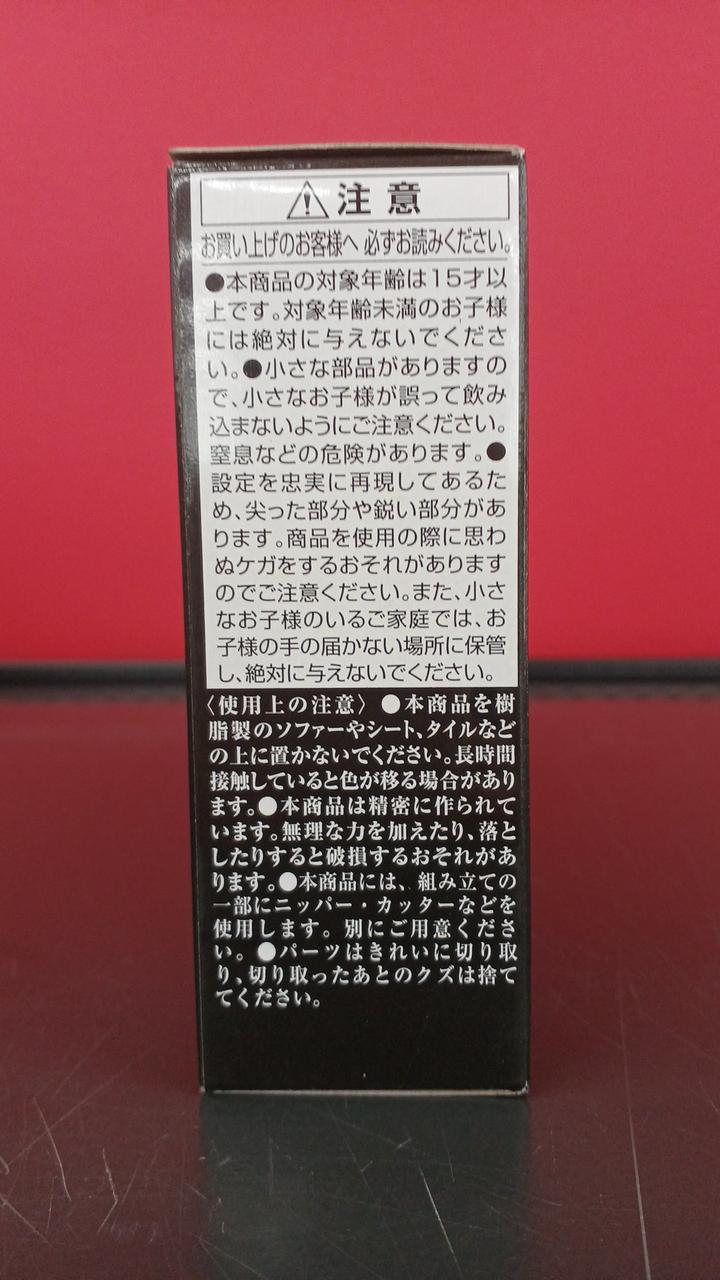 注意
お買い上げのお客様へ 必ずお読みください。
●本商品の対象年齢は15才以
上です。対象年齢未満のお子様
には絶対に与えないでくださ
い。●小さな部品がありますの
で、小さなお子様が誤って飲み
込まないようにご注意ください。
窒息などの危険があります。●
設定を忠実に再現してあるた
め、尖った部分や鋭い部分があ
ります。商品を使用の際に思わ
ぬケガをするおそれがあります
のでご注意ください。また、小さ
なお子様のいるご家庭では、お
子様の手の届かない場所に保管
し、絶対に与えないでください。
〈使用上の注意〉 ●本商品を樹
脂製のソファーやシート、タイルなど
の上に置かないでください。長時間
接触していると色が移る場合があり
ます。●本商品は精密に作られて
います。無理な力を加えたり、落と
したりすると破損するおそれがあ
ります。●本商品には、組み立ての
一部にニッパー・カッターなどを
使用します。別にご用意くださ
い。●パーツはきれいに切り取
り、切り取ったあとのクズは捨て
てください。